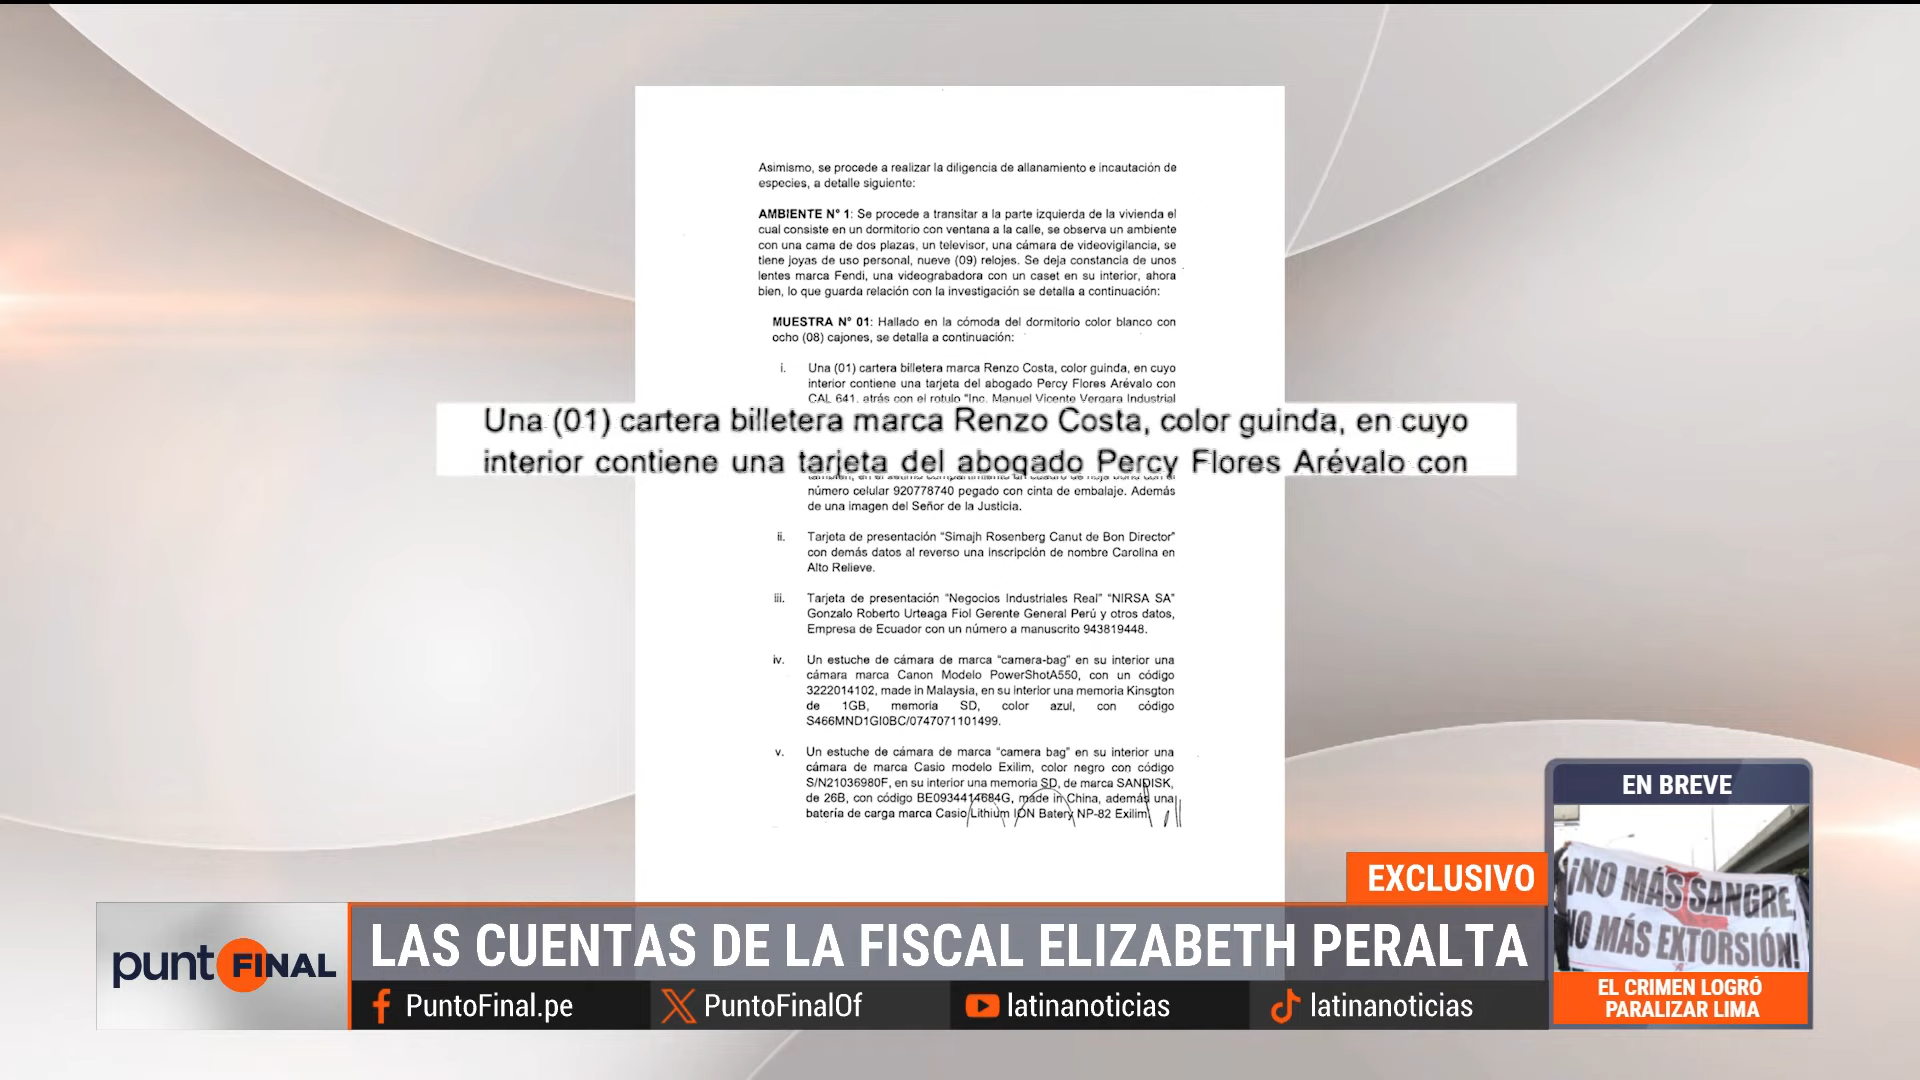 Asimismo, se procede a realizar la diligencia de allanamiento e incautación de
especies, a detalle siguiente:
AMBIENTE N° 1: Se procede a transitar a la parte izquierda de la vivienda el
cual consiste en un dormitorio con ventana a la calle, se observa un ambiente
con una cama de dos plazas, un televisor, una cámara de videovigilancia, se
tiene joyas de uso personal, nueve (09) relojes. Se deja constancia de unos
lentes marca Fendi, una videograbadora con un caset en su interior, ahora
bien, lo que guarda relación con la investigación se detalla a continuación:
MUESTRA N° 01: Hallado en la cómoda del dormitorio color blanco con
ocho (08) cajones, se detalla a continuación:
i. Una (01) cartera billetera marca Renzo Costa, color guinda, en cuyo
interior contiene una tarjeta del abogado Percy Flores Arévalo con
CAL 641, atrás con el rotulo "Inc. Manuel Vicente Vergara Industrial
Una (01) cartera billetera marca Renzo Costa, color guinda, en cuyo
interior contiene una tarjeta del abogado Percy Flores Arévalo con
número celular 920778740 pegado con cinta de embalaje. Además
de una imagen del Señor de la Justicia.
ii. Tarjeta de presentación "Simajh Rosenberg Canut de Bon Director"
con demás datos al reverso una inscripción de nombre Carolina en
Alto Relieve.
iii. Tarjeta de presentación "Negocios Industriales Real" "NIRSA SA"
Gonzalo Roberto Urteaga Fiol Gerente General Perú y otros datos,
Empresa de Ecuador con un número a manuscrito 943819448.
iv. Un estuche de cámara de marca "camera-bag" en su interior una
cámara marca Canon Modelo PowerShotA550, con un código
3222014102, made in Malaysia, en su interior una memoria Kinsgton
de 1GB, memoria SD, color azul, con código
S466MND1GI0BC/0747071101499.
v. Un estuche de cámara de marca "camera bag" en su interior una
cámara de marca Casio modelo Exilim, color negro con código
S/N21036980F, en su interior una memoria SD, de marca SANDISK,
de 26B, con código BE0934414684G, made in China, además una
batería de carga marca Casio Lithium ION Batery NP-82 Exilim
EN BREVE
¡NO MÁS SANGRE,
NO MÁS EXTORSIÓN!
EL CRIMEN LOGRÓ
PARALIZAR LIMA
EXCLUSIVO
punto FINAL
LAS CUENTAS DE LA FISCAL ELIZABETH PERALTA
PuntoFinal.pe
PuntoFinalOf
latinanoticias
latinanoticias